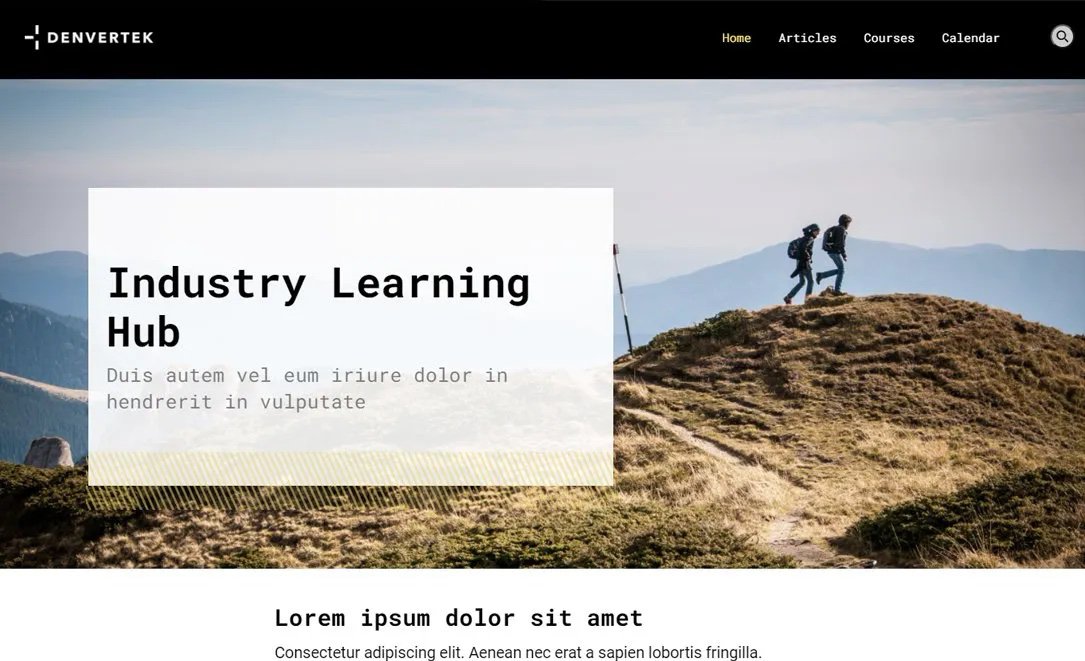 DENVERTEK
Home Articles Courses Calendar
Industry Learning
Hub
Duis autem vel eum iriure dolor in
hendrerit in vulputate
Lorem ipsum dolor sit amet
Consectetur adipiscing elit. Aenean nec erat a sapien lobortis fringilla.